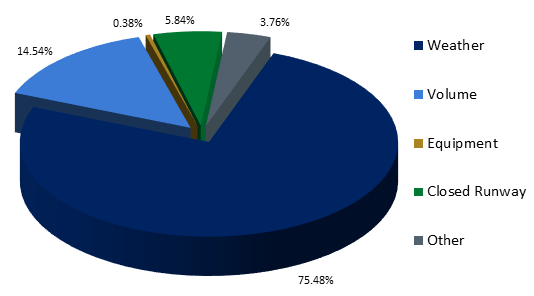 0.38%
5.84%
3.76%
14.54%
75.48%
Weather
Volume
Equipment
Closed Runway
Other